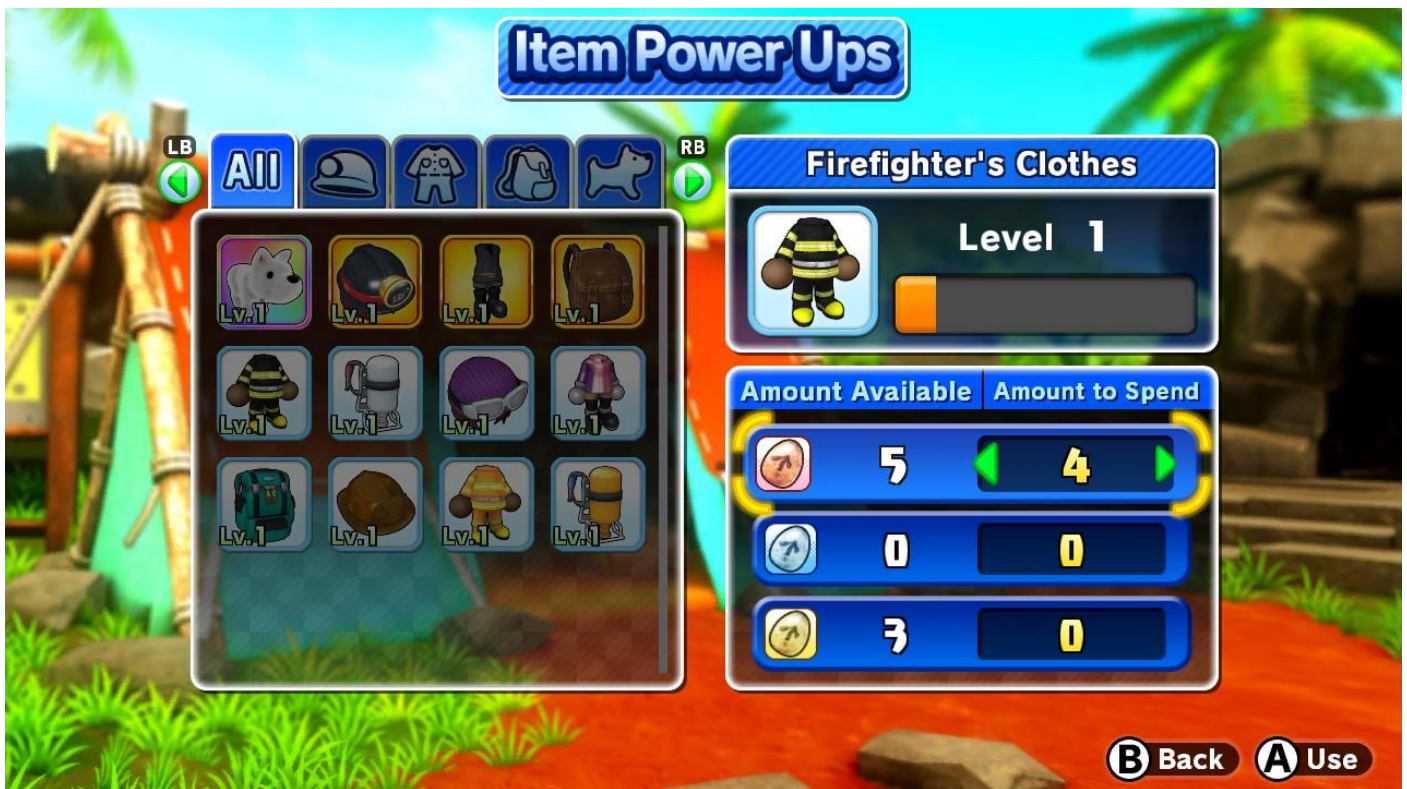 Item Power Ups
LB
All
RB
Lv.1 Lv.1 Lv.1 Lv.1
Lv.1 Lv.1 Lv.1 Lv.1
Lv.1 Lv.1 Lv.1 Lv.1
Firefighter's Clothes
Level 1
Amount Available Amount to Spend
5 4
0 0
3 0
B Back A Use